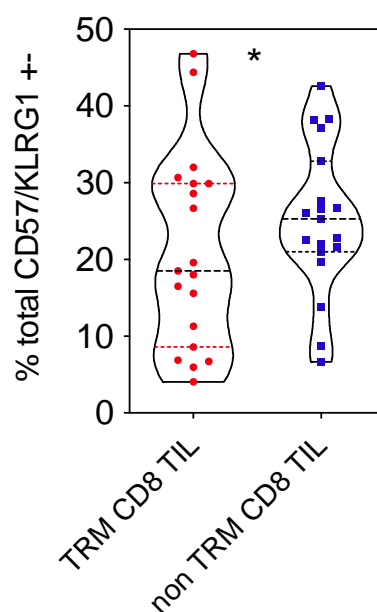 % total CD57/KLRG1 +-
50
40
30
20
10
0
*
TRM CD8 TIL
non TRM CD8 TIL